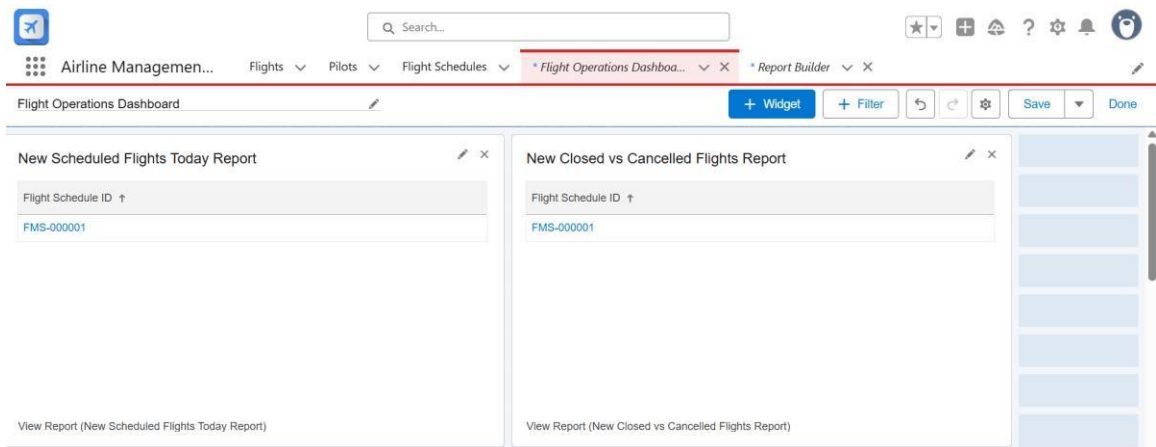 Search...
Airline Managemen... Flights Pilots Flight Schedules * Flight Operations Dashboa... * Report Builder
Flight Operations Dashboard + Widget + Filter Save Done
New Scheduled Flights Today Report
Flight Schedule ID ↑
FMS-000001
View Report (New Scheduled Flights Today Report)
New Closed vs Cancelled Flights Report
Flight Schedule ID ↑
FMS-000001
View Report (New Closed vs Cancelled Flights Report)